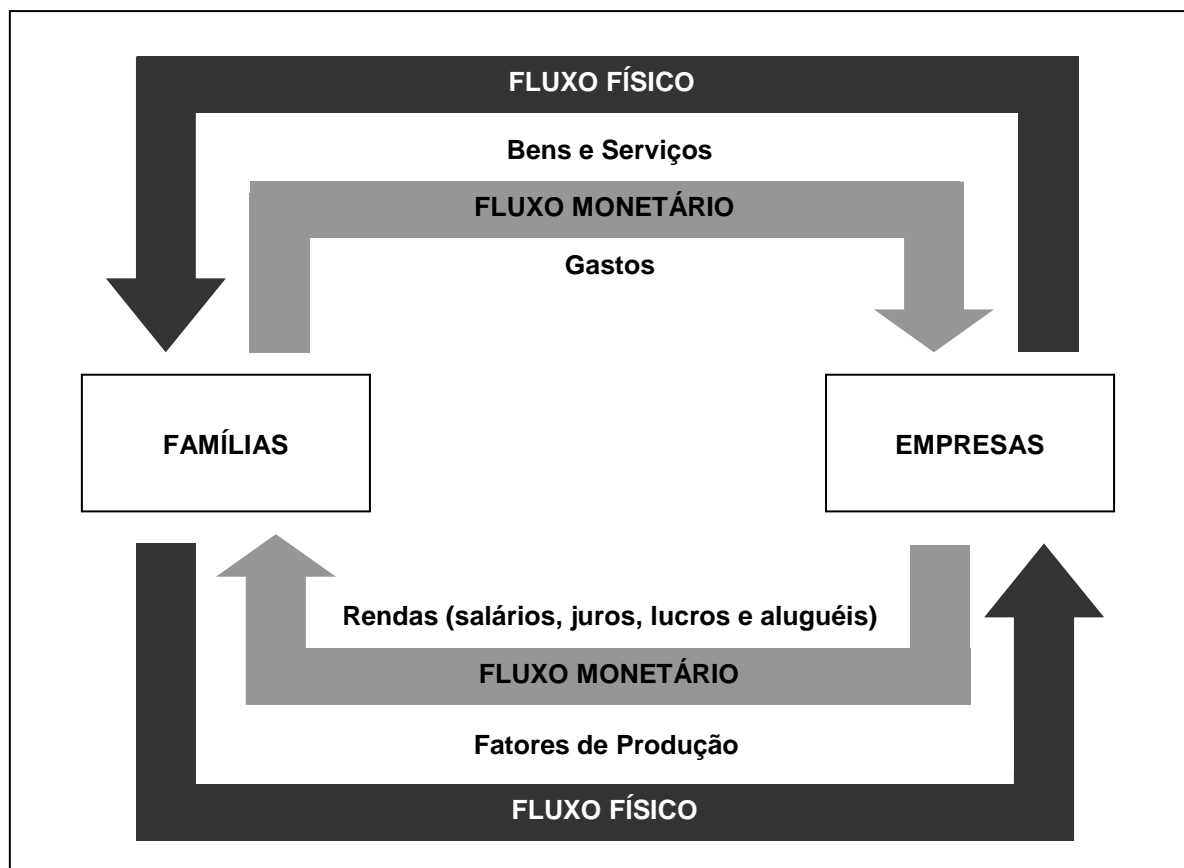 FLUXO FÍSICO
Bens e Serviços
FLUXO MONETÁRIO
Gastos
FAMÍLIAS
EMPRESAS
Rendas (salários, juros, lucros e aluguéis)
FLUXO MONETÁRIO
Fatores de Produção
FLUXO FÍSICO